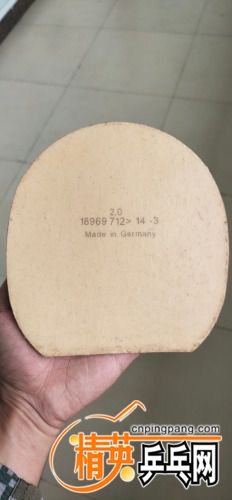 2,0
18969 712> 14 -3
Made in Germany
cnpingpang.com
精英乒乓网